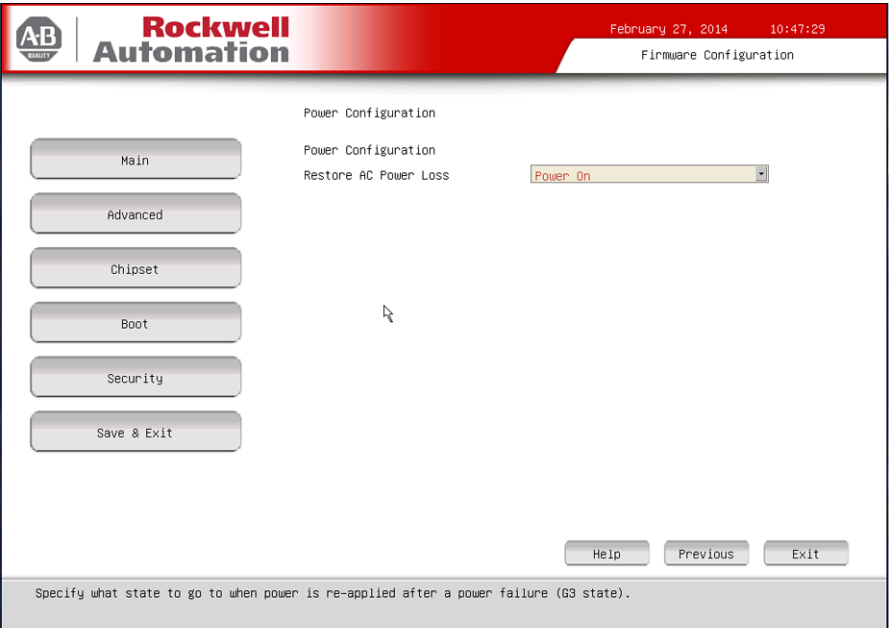 A-B
QUALITY
Rockwell
Automation
February 27, 2014 10:47:29
Firmware Configuration
Power Configuration
Power Configuration
Restore AC Power Loss Power On
Main
Advanced
Chipset
Boot
Security
Save & Exit
Help Previous Exit
Specify what state to go to when power is re-applied after a power failure (G3 state).